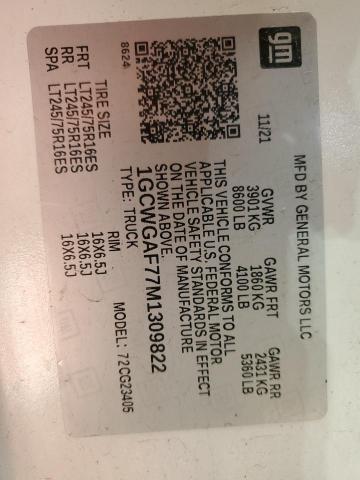 gm
MFD BY GENERAL MOTORS LLC
11/21 GVWR GAWR FRT GAWR RR
3901 KG 1860 KG 2431 KG
8600 LB 4100 LB 5360 LB
THIS VEHICLE CONFORMS TO ALL
APPLICABLE U.S. FEDERAL MOTOR
VEHICLE SAFETY STANDARDS IN EFFECT
ON THE DATE OF MANUFACTURE
SHOWN ABOVE.
1GCWGAF77M1309822
TYPE: TRUCK MODEL: 72CG23405
8624
TIRE SIZE RIM
FRT LT245/75R16ES 16X6.5J
RR LT245/75R16ES 16X6.5J
SPA LT245/75R16ES 16X6.5J